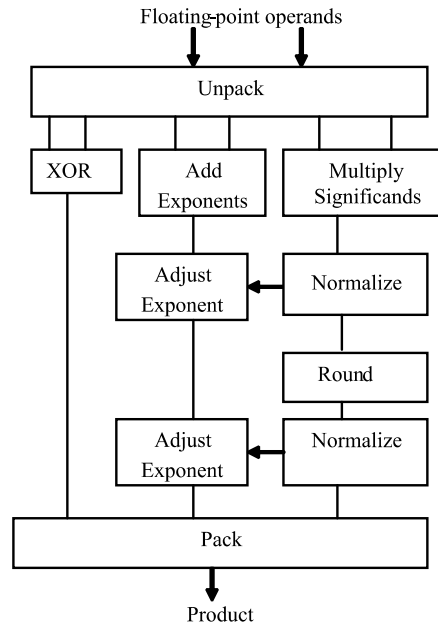 Floating-point operands
Unpack
XOR
Add
Exponents
Multiply
Significands
Adjust
Exponent
Normalize
Round
Adjust
Exponent
Normalize
Pack
Product